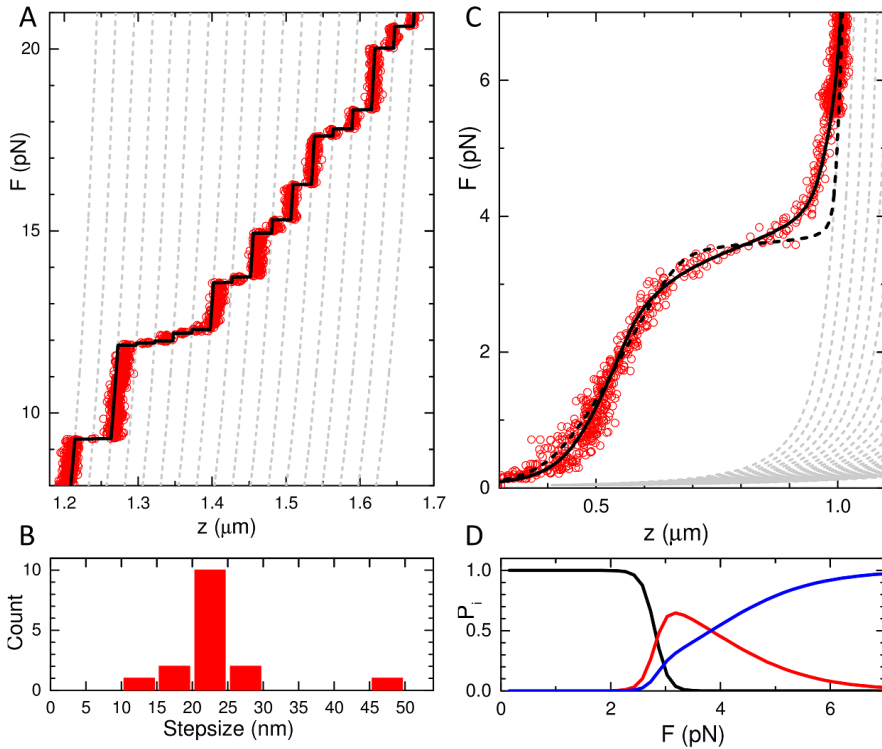 A
F (pN)
20
15
10
1.2 1.3 1.4 1.5 1.6 1.7
z (μm)
C
F (pN)
6
4
2
0
0.5 1.0
z (μm)
B
Count
10
5
0
0 5 10 15 20 25 30 35 40 45 50
Stepsize (nm)
D
P i
0.0
0.5
1.0
0 2 4 6
F (pN)